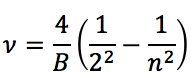 ν = 4/B (1/2² − 1/n²)